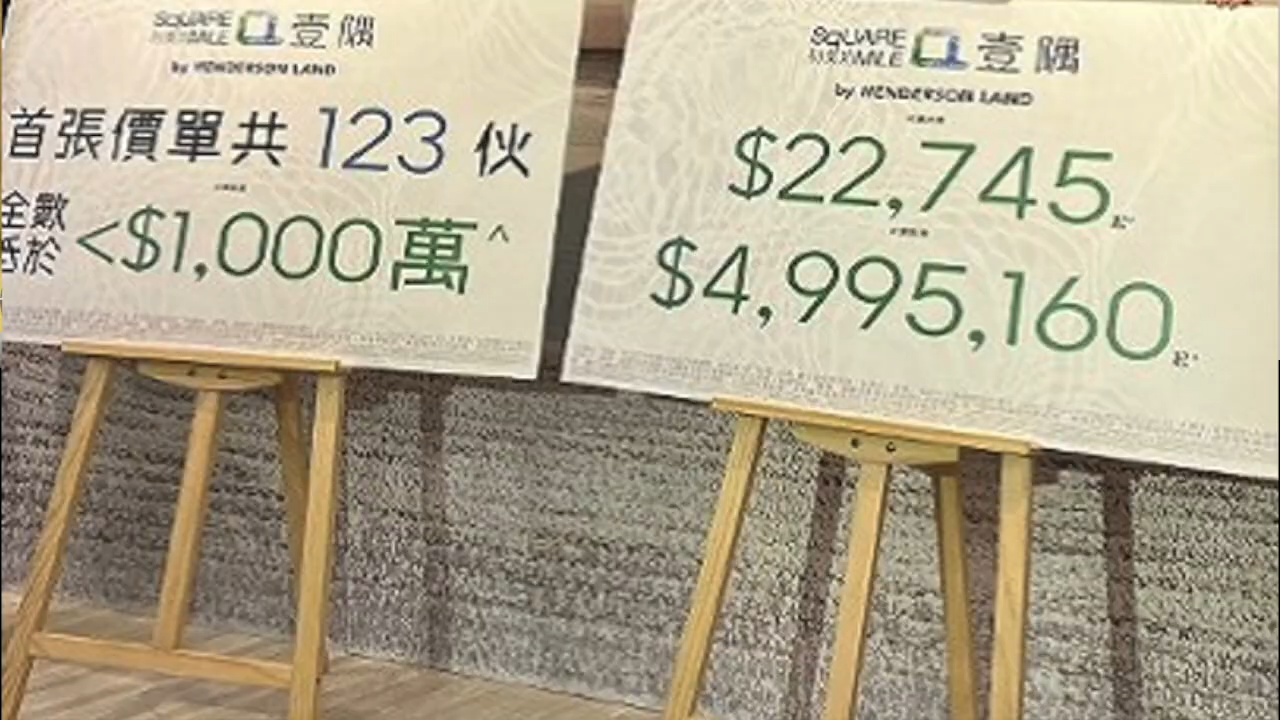 SQUARE
MILE
壹隅
by HENDERSON LAND
首張價單共 123 伙
全數
低於 <$1,000萬^
SQUARE
MILE
壹隅
by HENDERSON LAND
$22,745起
$4,995,160起